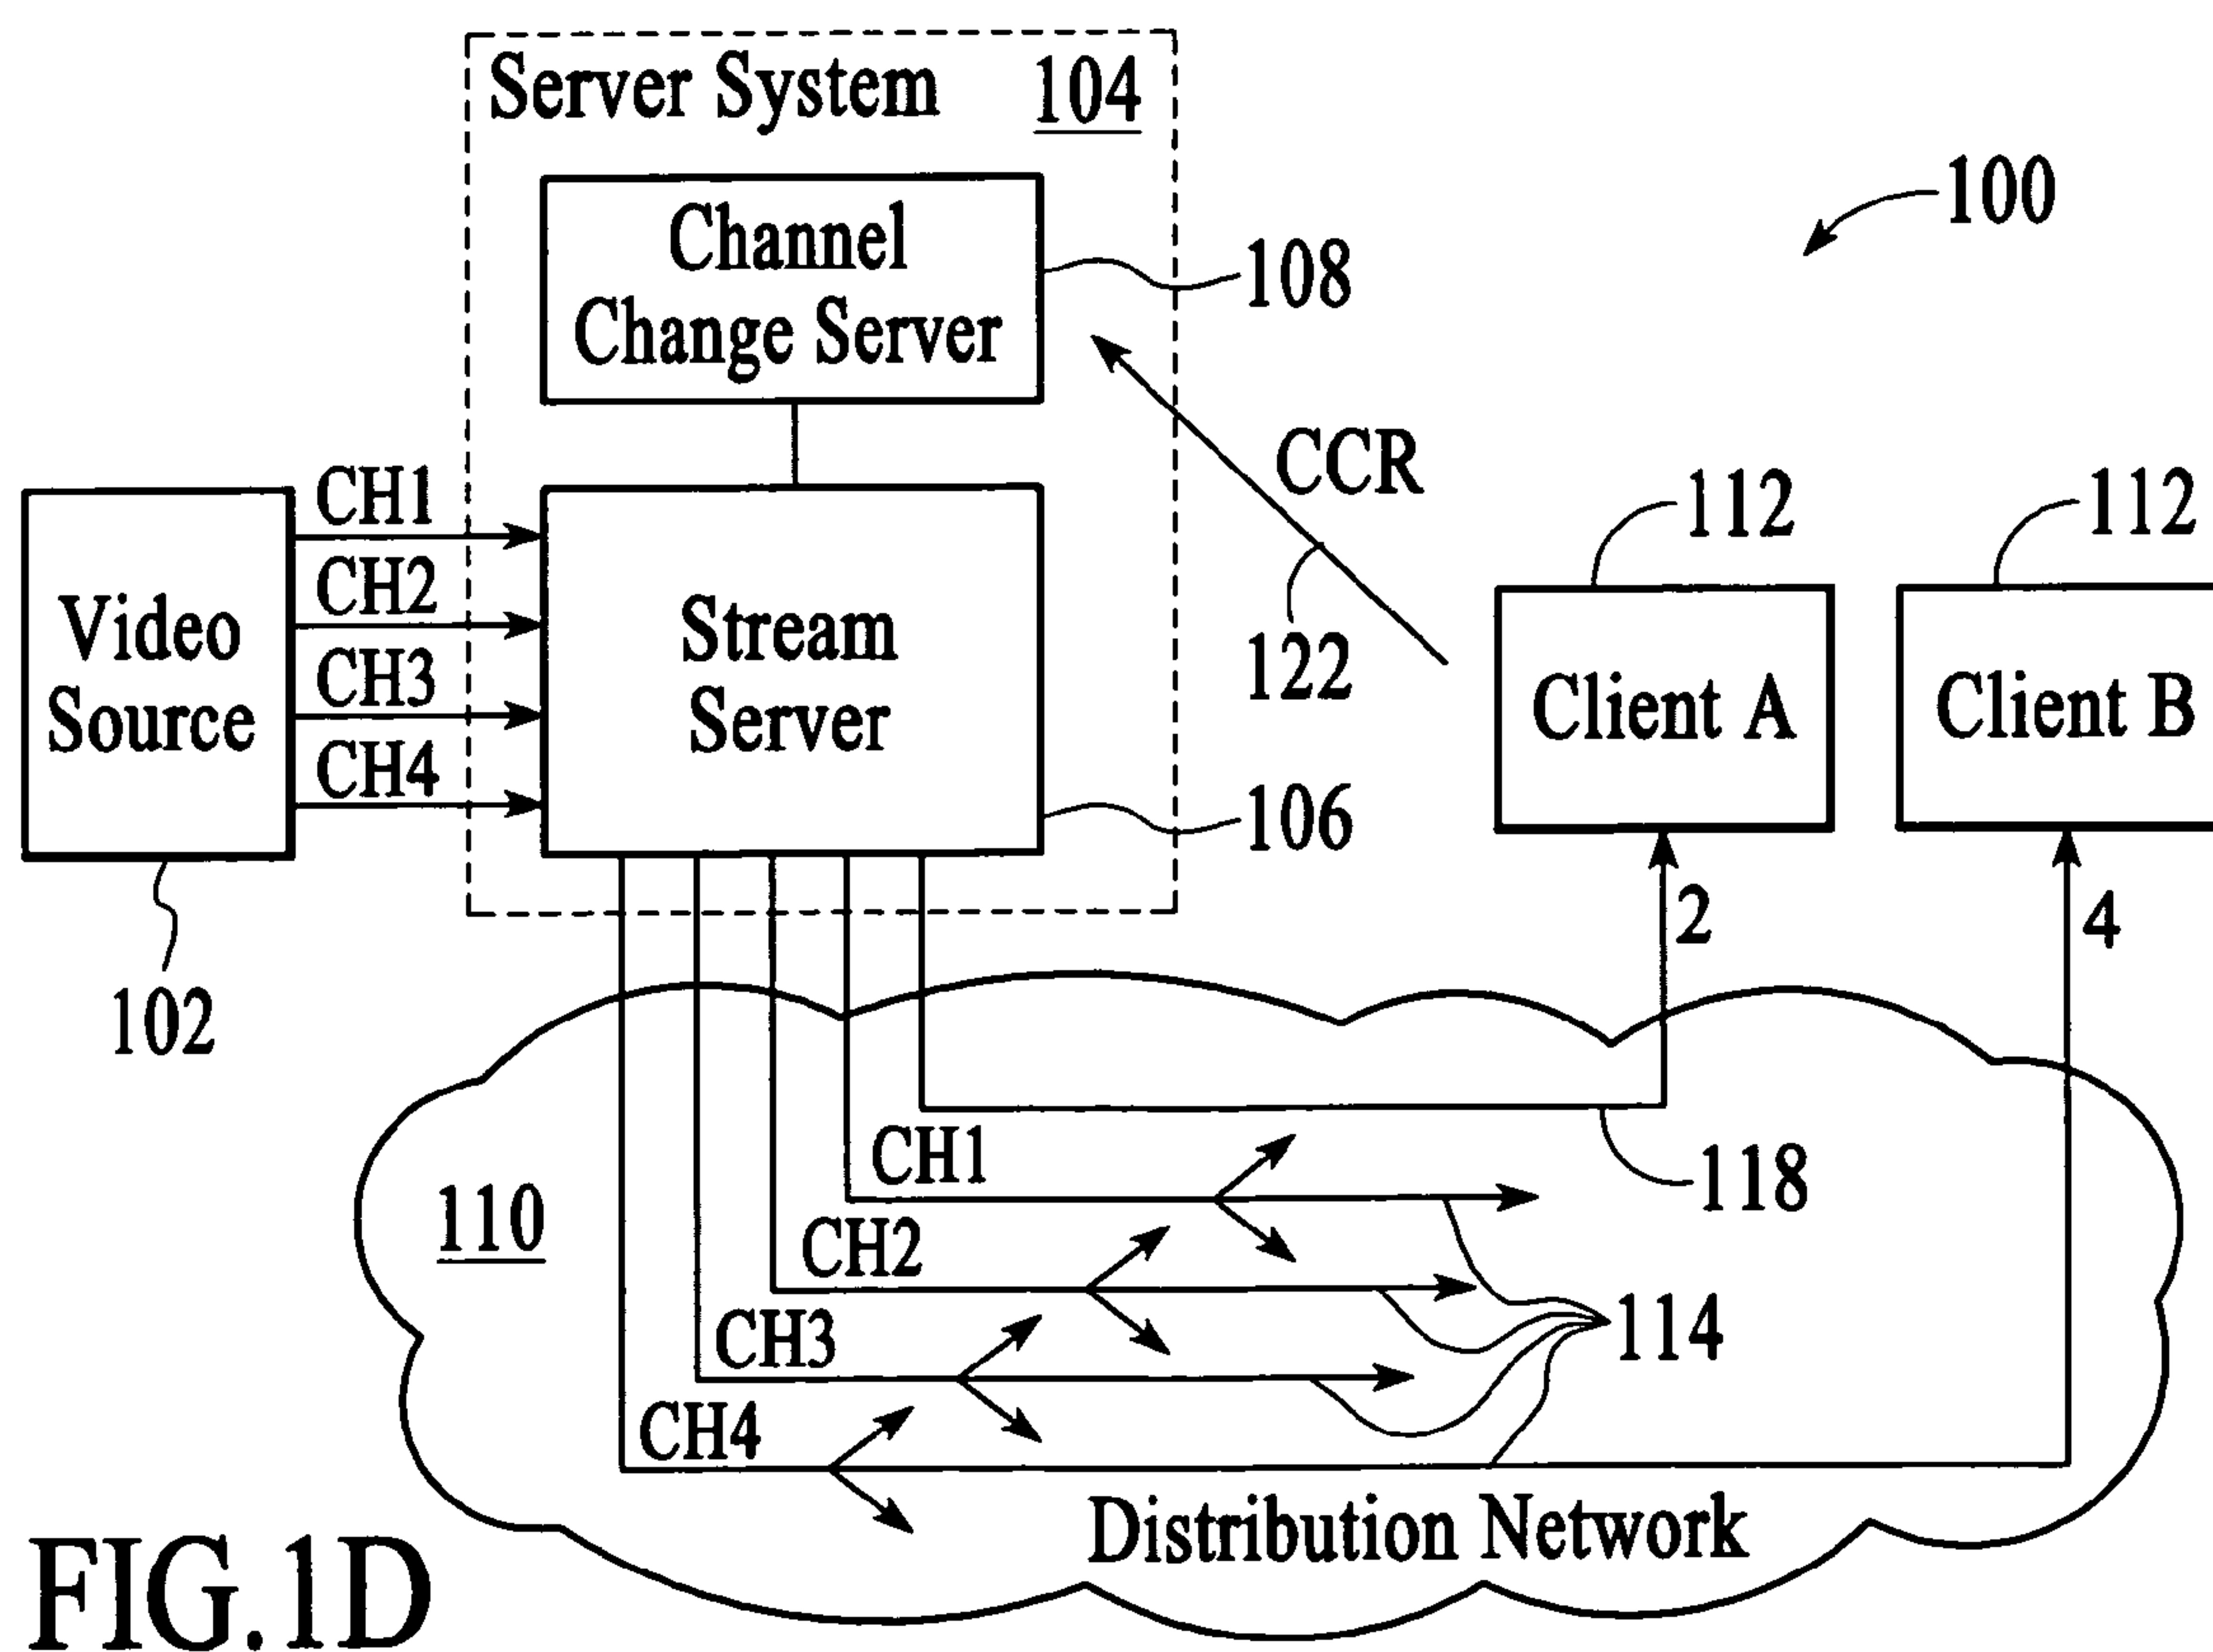 Server System 104
100
Channel
Change Server
108
CCR
122
CH1
CH2
CH3
CH4
Video
Source
102
Stream
Server
106
112
112
Client A
Client B
2
4
118
CH1
110
CH2
114
CH3
CH4
Distribution Network
FIG.1D